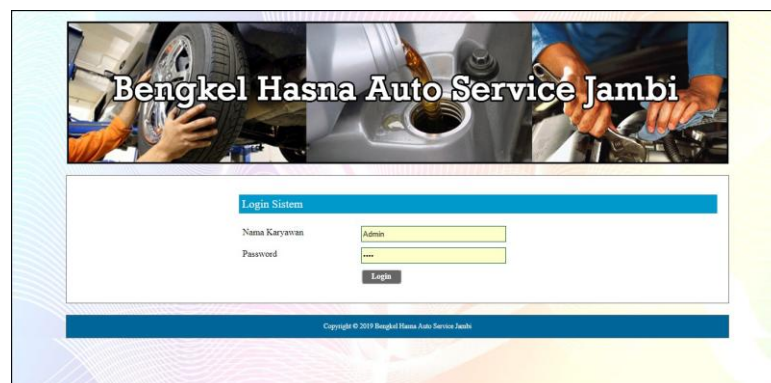 Bengkel Hasna Auto Service Jambi
Login Sistem
Nama Karyawan
Admin
Password
Login
Copyright © 2019 Bengkel Hasna Auto Service Jambi